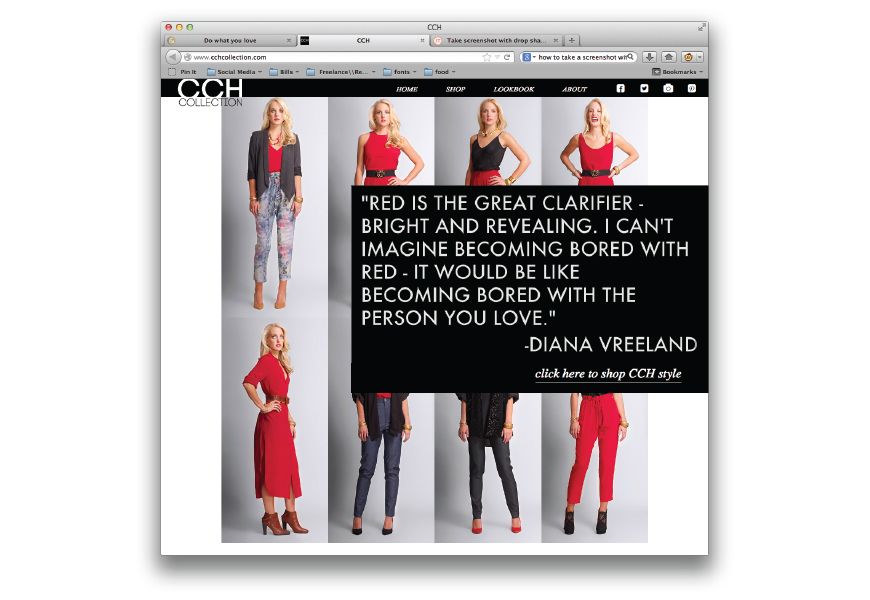 CCH
Do what you love
CCH
Take screenshot with drop sha...
www.cchcollection.com
how to take a screenshot wit
Pin It
Social Media
Bills
Freelance\\Re...
fonts
food
Bookmarks
CCH
COLLECTION
HOME
SHOP
LOOKBOOK
ABOUT
"RED IS THE GREAT CLARIFIER -
BRIGHT AND REVEALING. I CAN'T
IMAGINE BECOMING BORED WITH
RED - IT WOULD BE LIKE
BECOMING BORED WITH THE
PERSON YOU LOVE."
-DIANA VREELAND
click here to shop CCH style